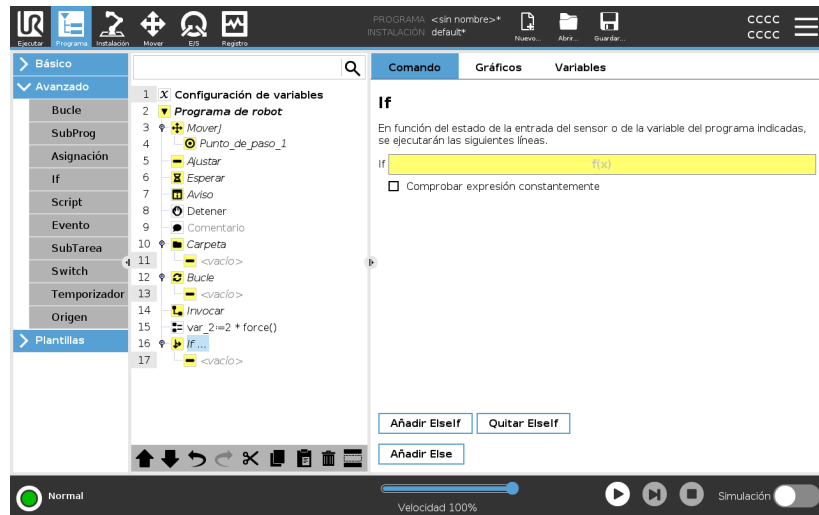 PROGRAMA <sin nombre>*
INSTALACIÓN default*
CCCC
CCCC
UR
Ejecutar Programa Instalación Mover E/S Registro Nuevo... Abrir... Guardar...
Básico
Avanzado
Bucle
SubProg
Asignación
If
Script
Evento
SubTarea
Switch
Temporizador
Origen
Plantillas
1 X Configuración de variables
2 Programa de robot
3 MoverJ
4 Punto_de_paso_1
5 Ajustar
6 Esperar
7 Aviso
8 Detener
9 Comentario
10 Carpeta
11 <vacío>
12 Bucle
13 <vacío>
14 Invocar
15 var_2:=2 * force()
16 If ...
17 <vacío>
Comando Gráficos Variables
If
En función del estado de la entrada del sensor o de la variable del programa indicadas,
se ejecutarán las siguientes líneas.
If f(x)
Comprobar expresión constantemente
Añadir ElseIf Quitar ElseIf
Añadir Else
Normal
Velocidad 100%
Simulación